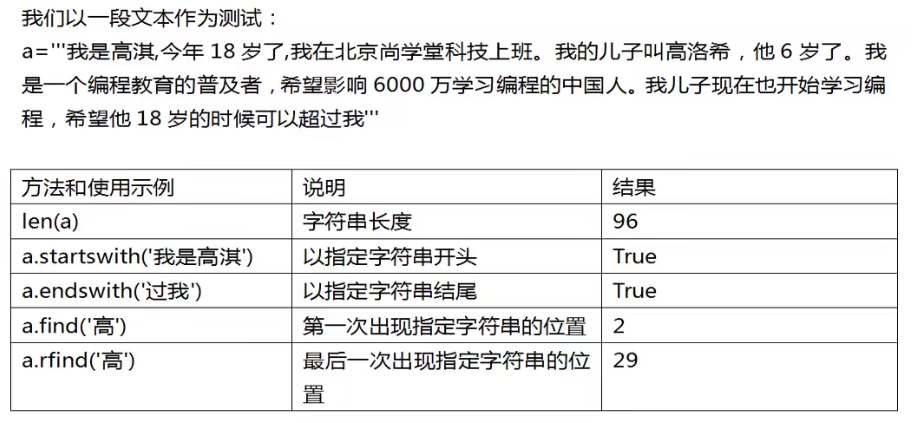 我们以一段文本作为测试：
a='''我是高淇,今年 18 岁了,我在北京尚学堂科技上班。我的儿子叫高洛希，他 6 岁了。我
是一个编程教育的普及者，希望影响 6000 万学习编程的中国人。我儿子现在也开始学习编
程，希望他 18 岁的时候可以超过我'''
方法和使用示例 说明 结果
len(a) 字符串长度 96
a.startswith('我是高淇') 以指定字符串开头 True
a.endswith('过我') 以指定字符串结尾 True
a.find('高') 第一次出现指定字符串的位置 2
a.rfind('高') 最后一次出现指定字符串的位 29
置